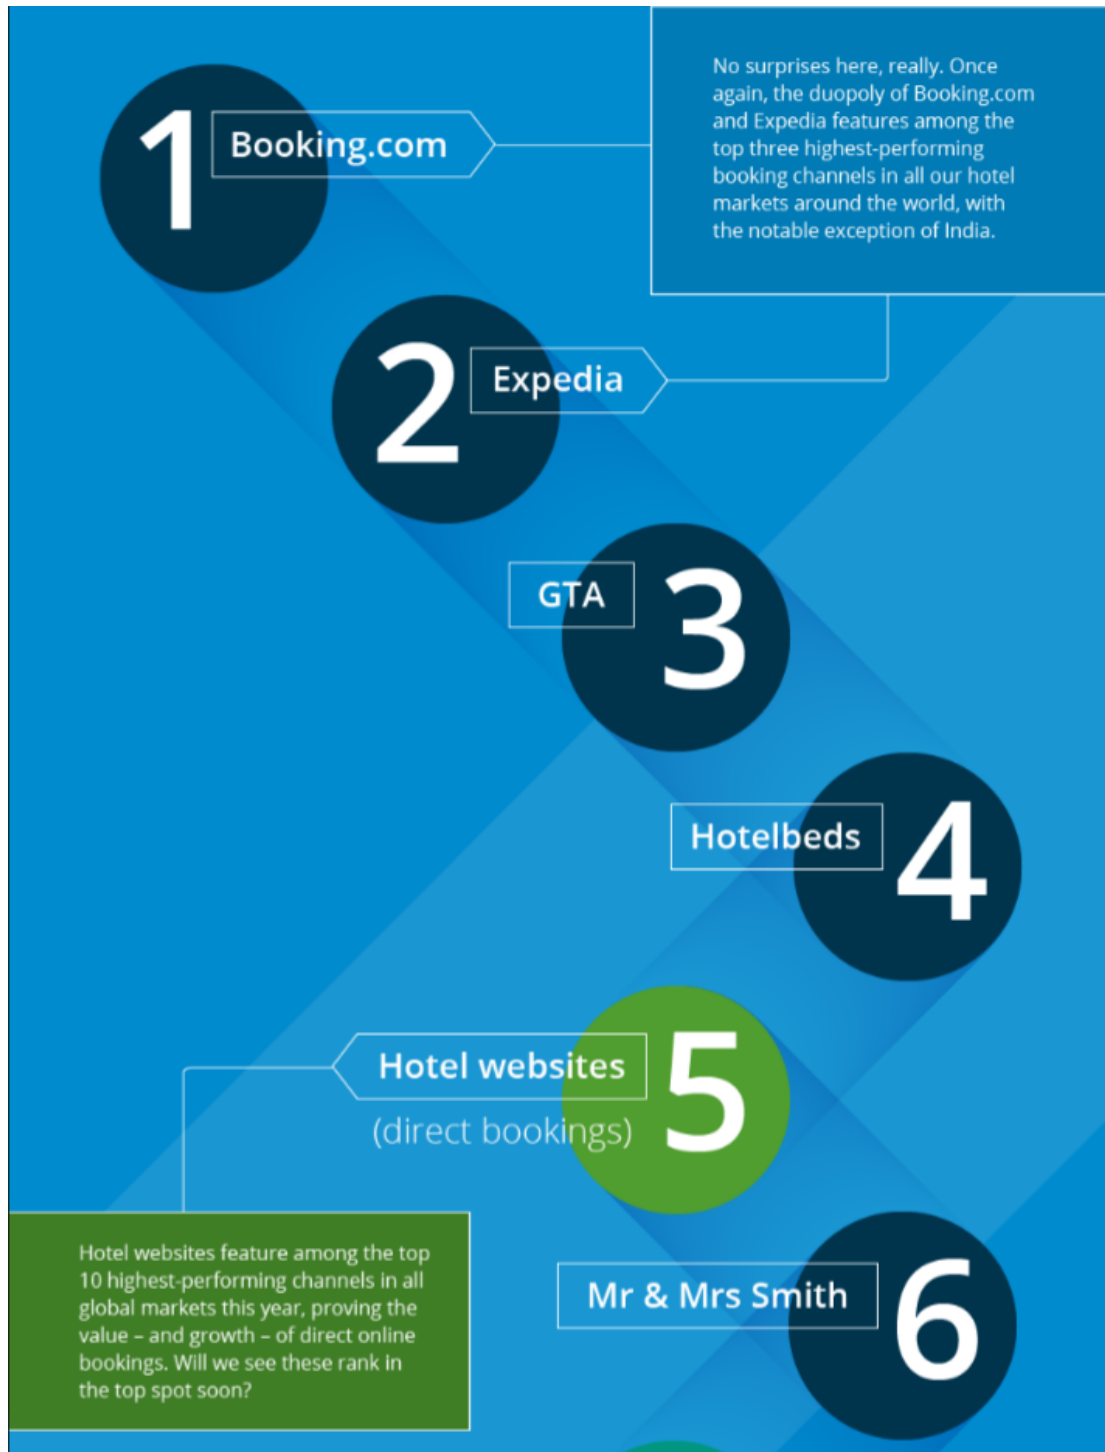 1
Booking.com
No surprises here, really. Once
again, the duopoly of Booking.com
and Expedia features among the
top three highest-performing
booking channels in all our hotel
markets around the world, with
the notable exception of India.
2
Expedia
GTA
3
Hotelbeds
4
Hotel websites
(direct bookings)
5
Hotel websites feature among the top
10 highest-performing channels in all
global markets this year, proving the
value – and growth – of direct online
bookings. Will we see these rank in
the top spot soon?
Mr & Mrs Smith
6